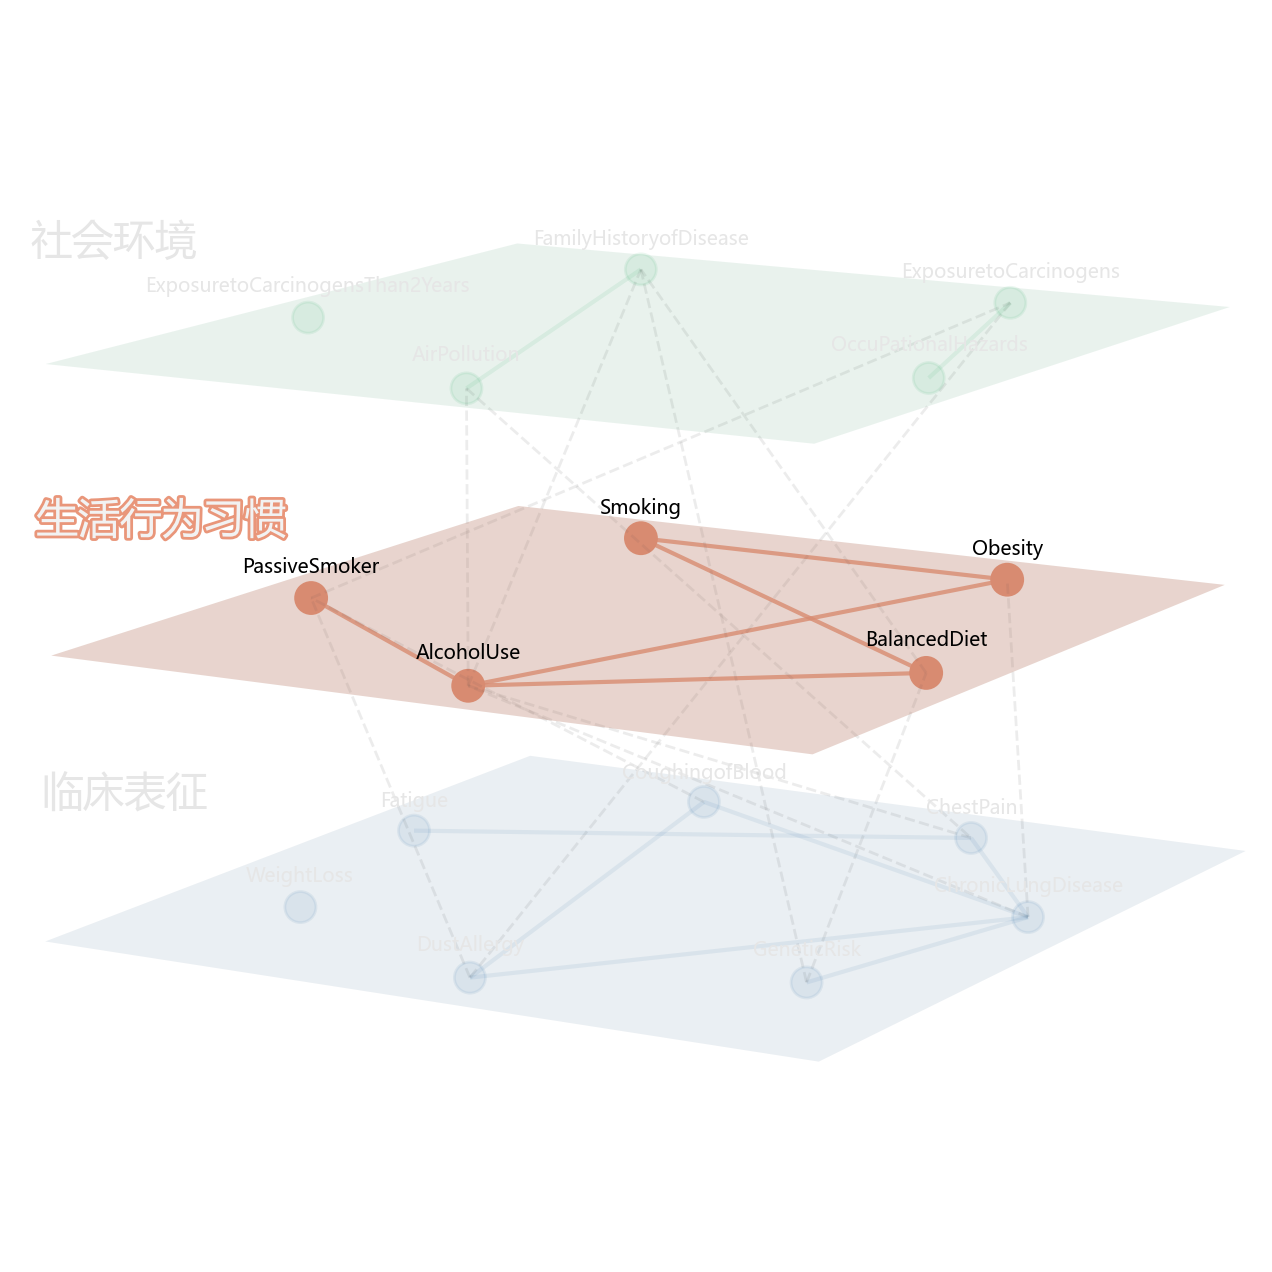 社会环境
FamilyHistoryofDisease
ExposuretoCarcinogens
ExposuretoCarcinogensThan2Years
OccuPationalHazards
AirPollution
生活行为习惯
Smoking
Obesity
PassiveSmoker
BalancedDiet
AlcoholUse
临床表征
CoughingofBlood
Fatigue
ChestPain
WeightLoss
ChronicLungDisease
DustAllergy
GeneticRisk